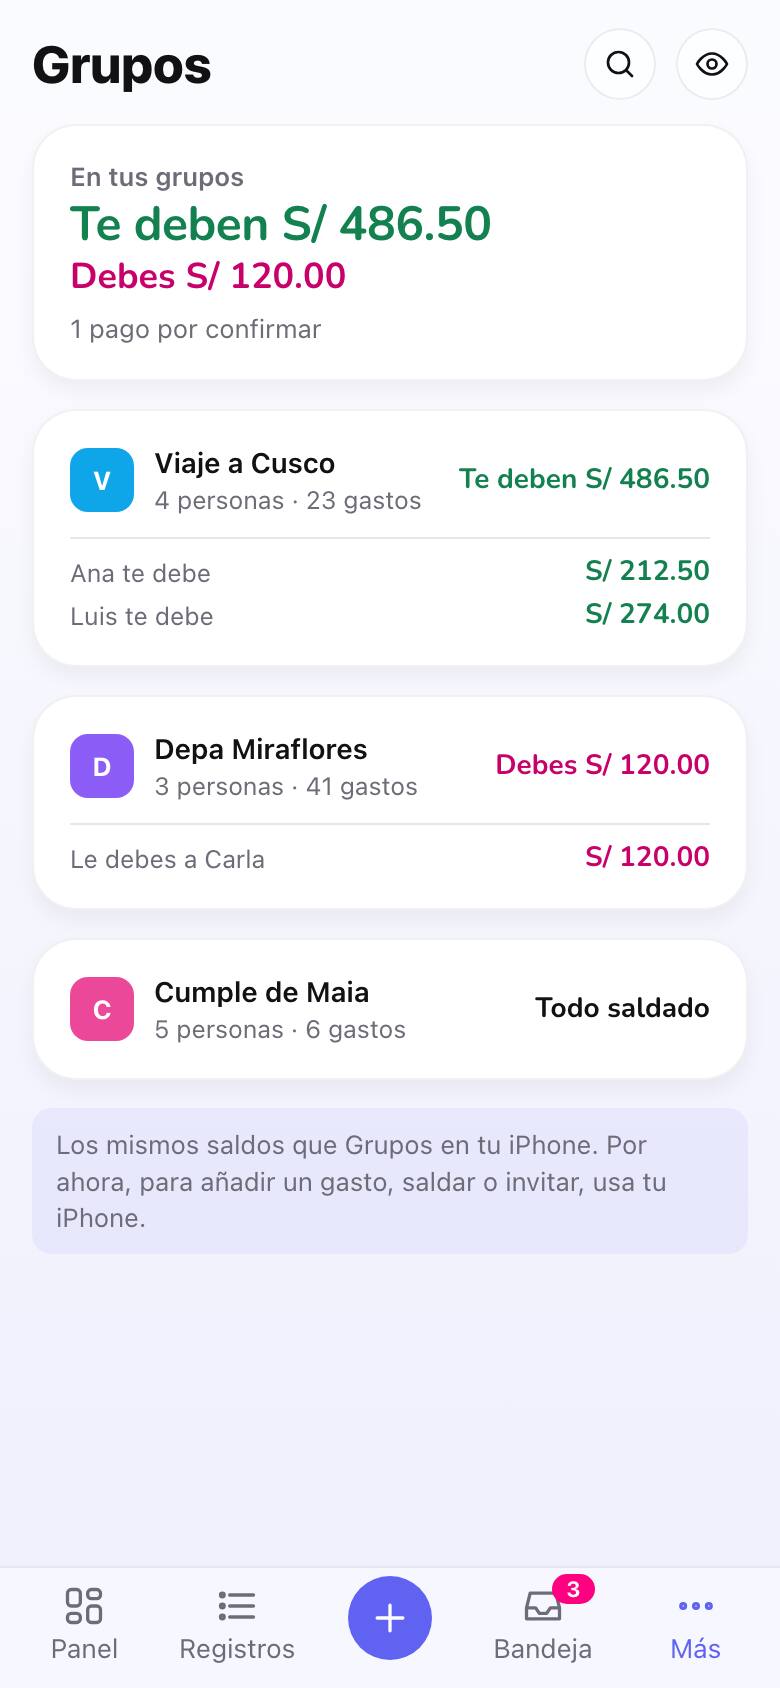 Grupos
En tus grupos
Te deben S/ 486.50
Debes S/ 120.00
1 pago por confirmar
V
Viaje a Cusco
4 personas · 23 gastos
Te deben S/ 486.50
Ana te debe
S/ 212.50
Luis te debe
S/ 274.00
D
Depa Miraflores
3 personas · 41 gastos
Debes S/ 120.00
Le debes a Carla
S/ 120.00
C
Cumple de Maia
5 personas · 6 gastos
Todo saldado
Los mismos saldos que Grupos en tu iPhone. Por
ahora, para añadir un gasto, saldar o invitar, usa tu
iPhone.
Panel
Registros
3
Bandeja
Más